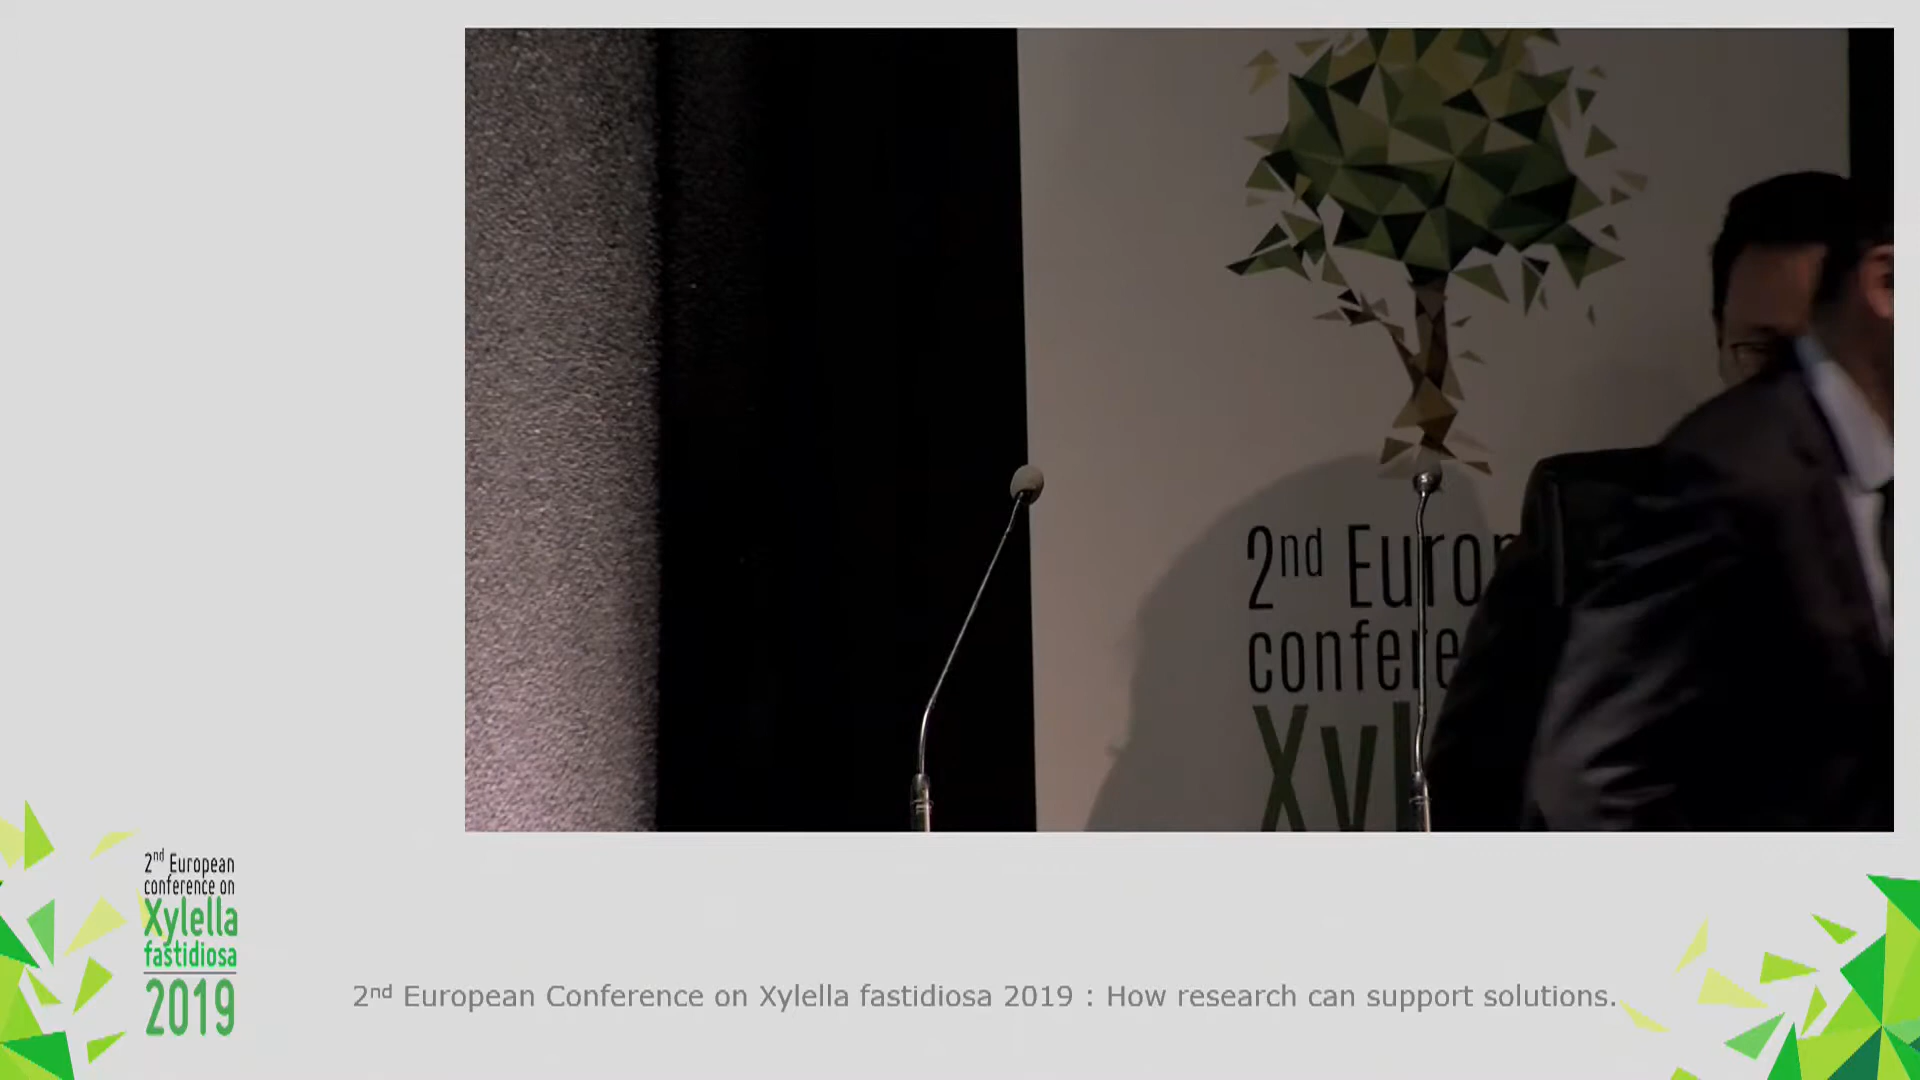 2nd Europ
confere
Xyl
2nd European
conference on
Xylella
fastidiosa
2019
2nd European Conference on Xylella fastidiosa 2019 : How research can support solutions.